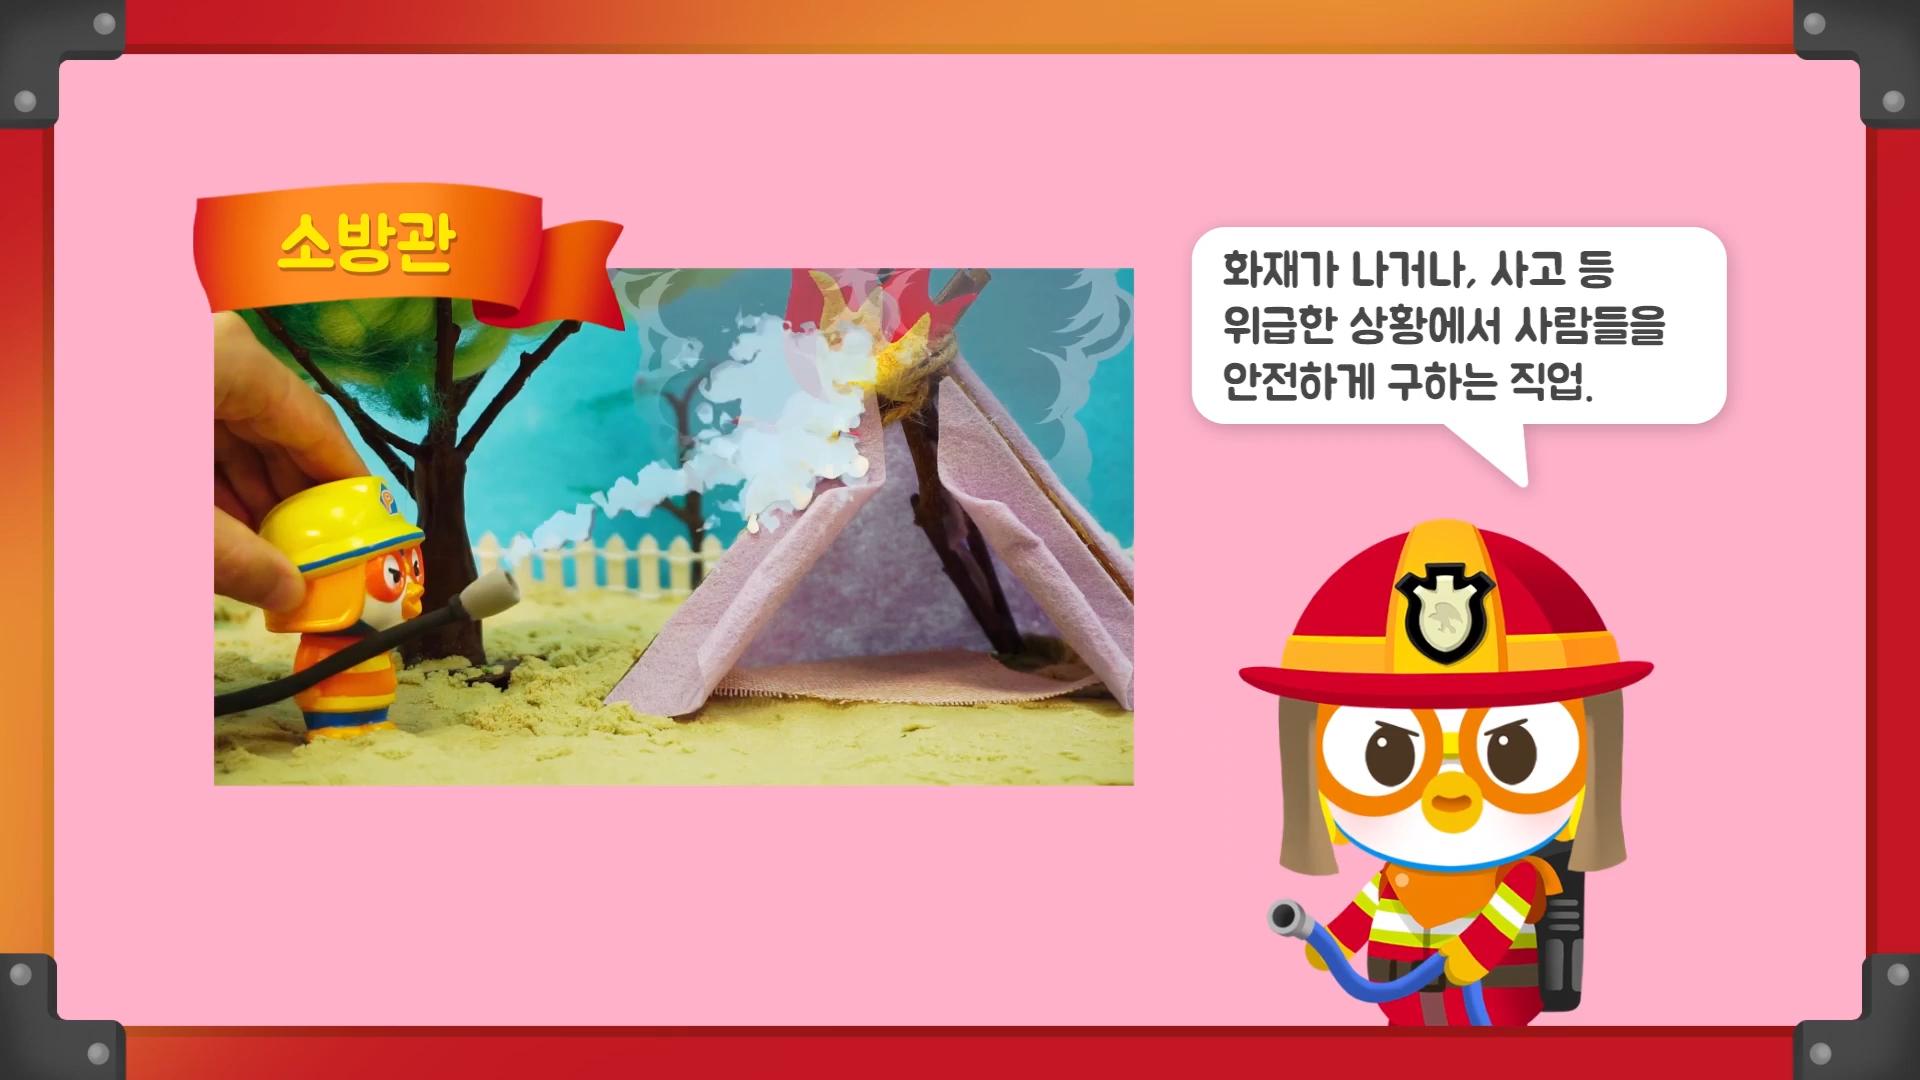 소방관
화재가 나거나, 사고 등
위급한 상황에서 사람들을
안전하게 구하는 직업.